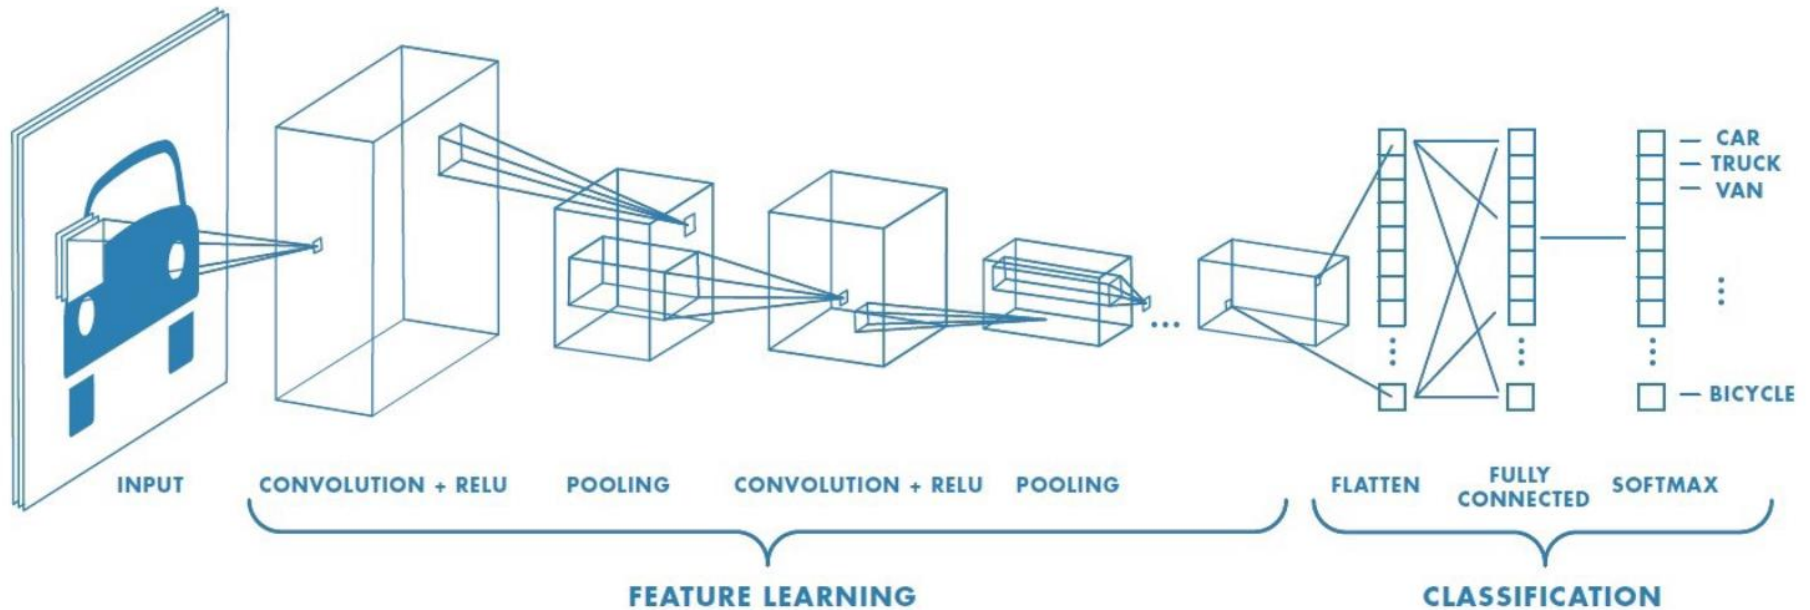 CAR
TRUCK
VAN
BICYCLE
INPUT
CONVOLUTION + RELU
POOLING
CONVOLUTION + RELU
POOLING
FLATTEN
FULLY
CONNECTED
SOFTMAX
FEATURE LEARNING
CLASSIFICATION